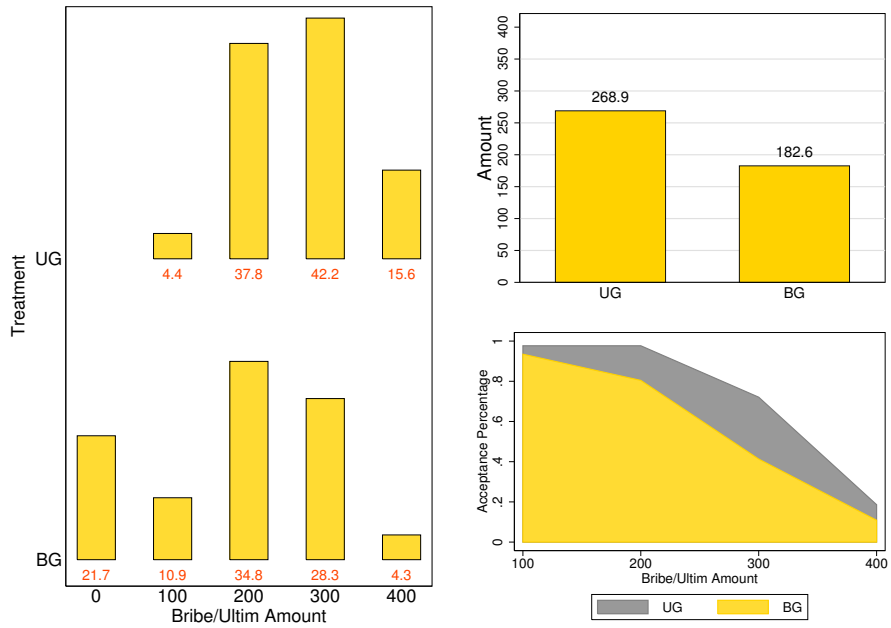 Treatment
UG
4.4 37.8 42.2 15.6
BG
21.7 10.9 34.8 28.3 4.3
0 100 200 300 400
Bribe/Ultim Amount
Amount
400
350
300
250
200
150
100
50
0
268.9
182.6
UG BG
Acceptance Percentage
1
.8
.6
.4
.2
0
100 200 300 400
Bribe/Ultim Amount
UG BG